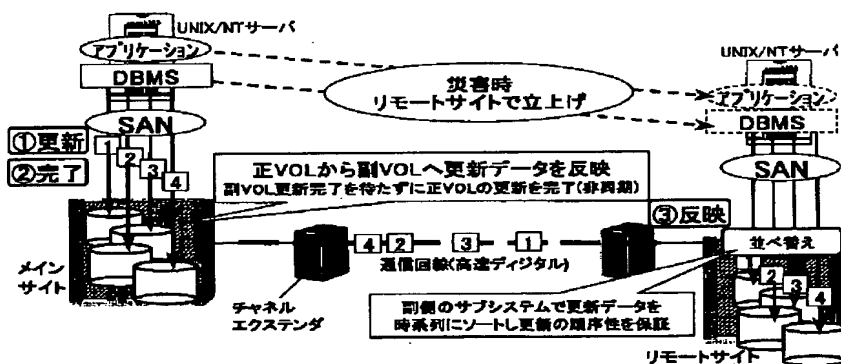 UNIX/NTサーバ
アプリケーション
DBMS
SAN
①更新
②完了
1
2
3
4
メイン
サイト
災害時
リモートサイトで立上げ
正VOLから副VOLへ更新データを反映
副VOL更新完了を待たずに正VOLの更新を完了(非同期)
4
2
3
1
通信回線(高速ディジタル)
チャネル
エクステンダ
③反映
副側のサブシステムで更新データを
時系列にソートし更新の順序性を保証
UNIX/NTサーバ
アプリケーション
DBMS
SAN
並べ替え
2
3
4
リモートサイト